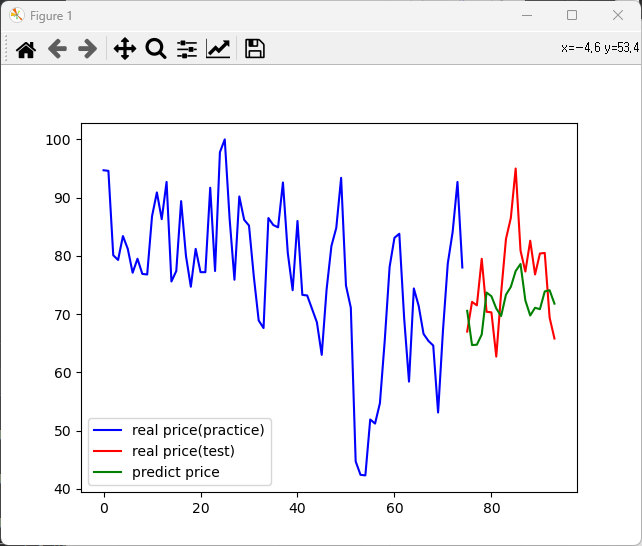 Figure 1
x=−4.6 y=53.4
100
90
80
70
60
50
40
real price(practice)
real price(test)
predict price
0
20
40
60
80